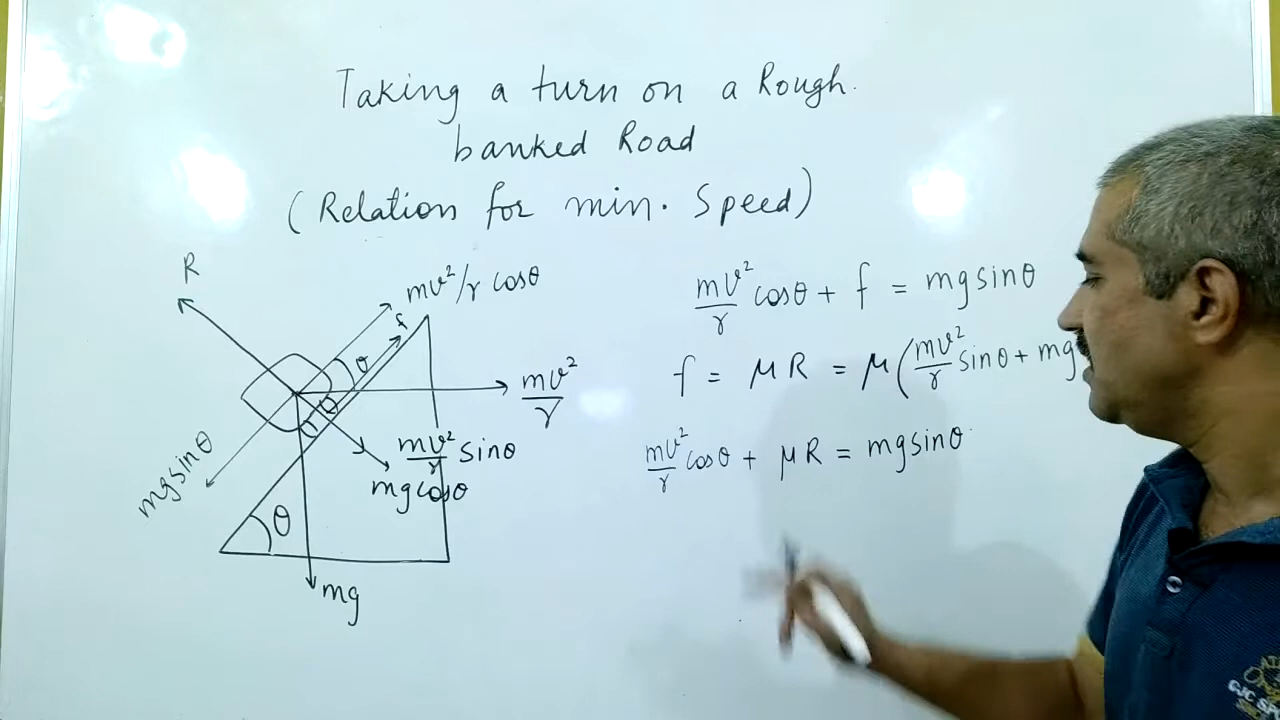 Taking a turn on a Rough.
banked Road
(Relation for min. Speed)
R
mv²/r cosθ
f
θ
mv²/r
θ
θ
mv²/r sinθ
mgcosθ
mgsinθ
θ
mg
mv²/r cosθ + f = mgsinθ
f = μR = μ(mv²/r sinθ + mg
mv²/r cosθ + μR = mgsinθ